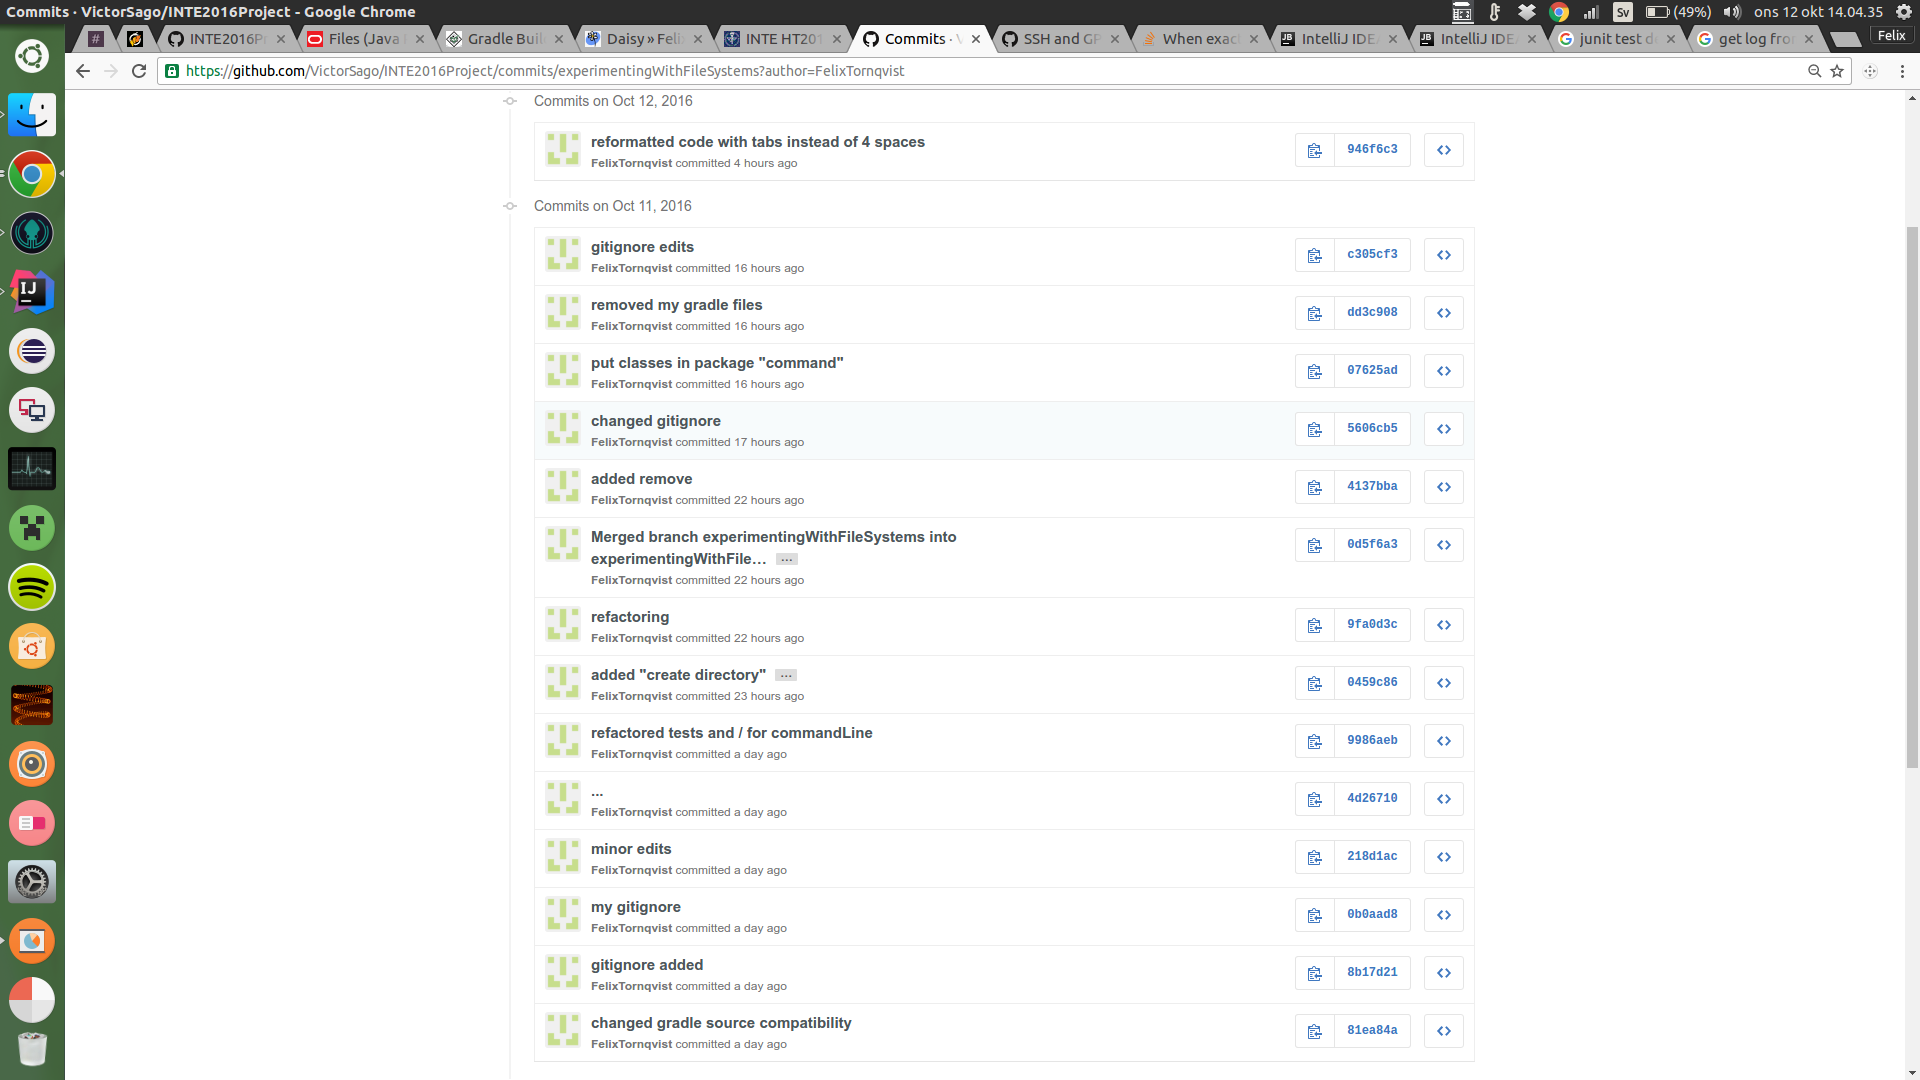 Commits · VictorSago/INTE2016Project - Google Chrome
Sv (49%) ons 12 okt 14.04.35
# INTE2016P Files (Java Gradle Buil Daisy » Feli INTE HT201 Commits · V SSH and GP When exac IntelliJ IDE IntelliJ IDE junit test d get log fro Felix
https://github.com/VictorSago/INTE2016Project/commits/experimentingWithFileSystems?author=FelixTornqvist
Commits on Oct 12, 2016
reformatted code with tabs instead of 4 spaces
946f6c3
FelixTornqvist committed 4 hours ago
Commits on Oct 11, 2016
gitignore edits
c305cf3
FelixTornqvist committed 16 hours ago
removed my gradle files
dd3c908
FelixTornqvist committed 16 hours ago
put classes in package "command"
07625ad
FelixTornqvist committed 16 hours ago
changed gitignore
5606cb5
FelixTornqvist committed 17 hours ago
added remove
4137bba
FelixTornqvist committed 22 hours ago
Merged branch experimentingWithFileSystems into
0d5f6a3
experimentingWithFile… …
FelixTornqvist committed 22 hours ago
refactoring
9fa0d3c
FelixTornqvist committed 22 hours ago
added "create directory" …
0459c86
FelixTornqvist committed 23 hours ago
refactored tests and / for commandLine
9986aeb
FelixTornqvist committed a day ago
...
4d26710
FelixTornqvist committed a day ago
minor edits
218d1ac
FelixTornqvist committed a day ago
my gitignore
0b0aad8
FelixTornqvist committed a day ago
gitignore added
8b17d21
FelixTornqvist committed a day ago
changed gradle source compatibility
81ea84a
FelixTornqvist committed a day ago
IJ